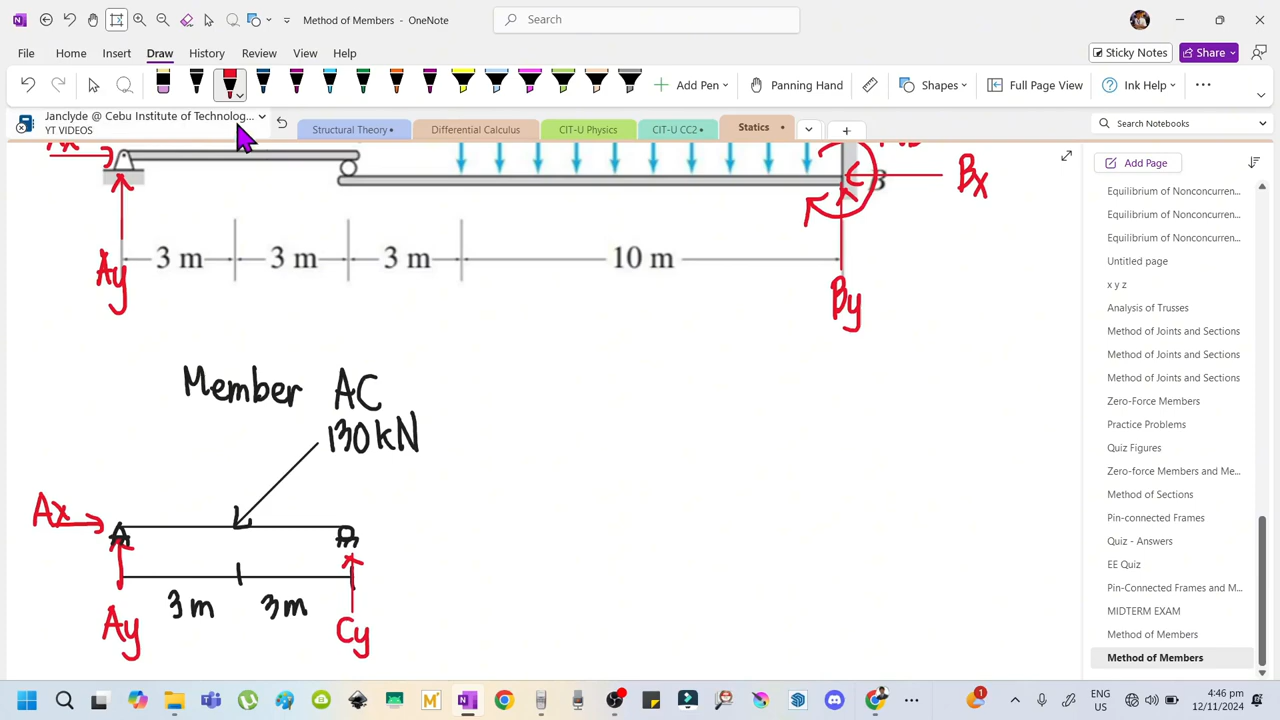 Method of Members - OneNote
Search
File Home Insert Draw History Review View Help
Sticky Notes
Share
Add Pen
Panning Hand
Shapes
Full Page View
Ink Help
Janclyde @ Cebu Institute of Technolog...
YT VIDEOS
Structural Theory
Differential Calculus
CIT-U Physics
CIT-U CC2
Statics
Search Notebooks
Add Page
Equilibrium of Nonconcurren...
Equilibrium of Nonconcurren...
Equilibrium of Nonconcurren...
Untitled page
x y z
Analysis of Trusses
Method of Joints and Sections
Method of Joints and Sections
Method of Joints and Sections
Zero-Force Members
Practice Problems
Quiz Figures
Zero-force Members and Me...
Method of Sections
Pin-connected Frames
Quiz - Answers
EE Quiz
Pin-Connected Frames and M...
MIDTERM EXAM
Method of Members
Method of Members
Bx
Ay
3 m
3 m
3 m
10 m
By
Member AC
130kN
Ax
3m
3m
Ay
Cy
ENG
US
4:46 pm
12/11/2024
1